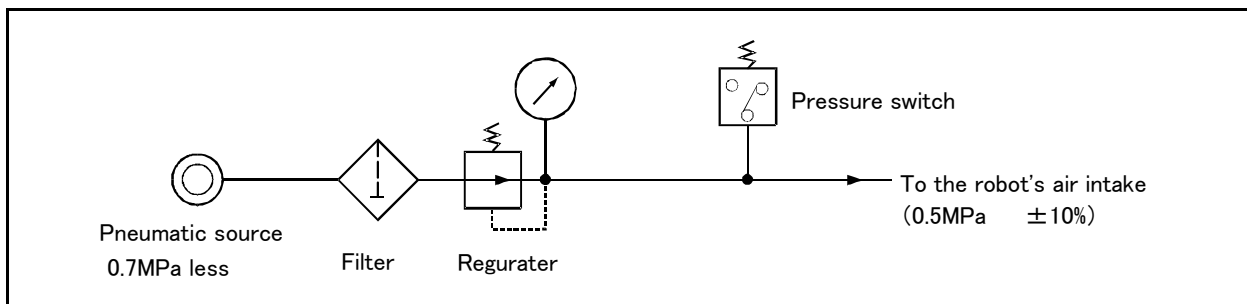 Pressure switch
To the robot's air intake
(0.5MPa ±10%)
Pneumatic source
0.7MPa less
Filter
Regurater